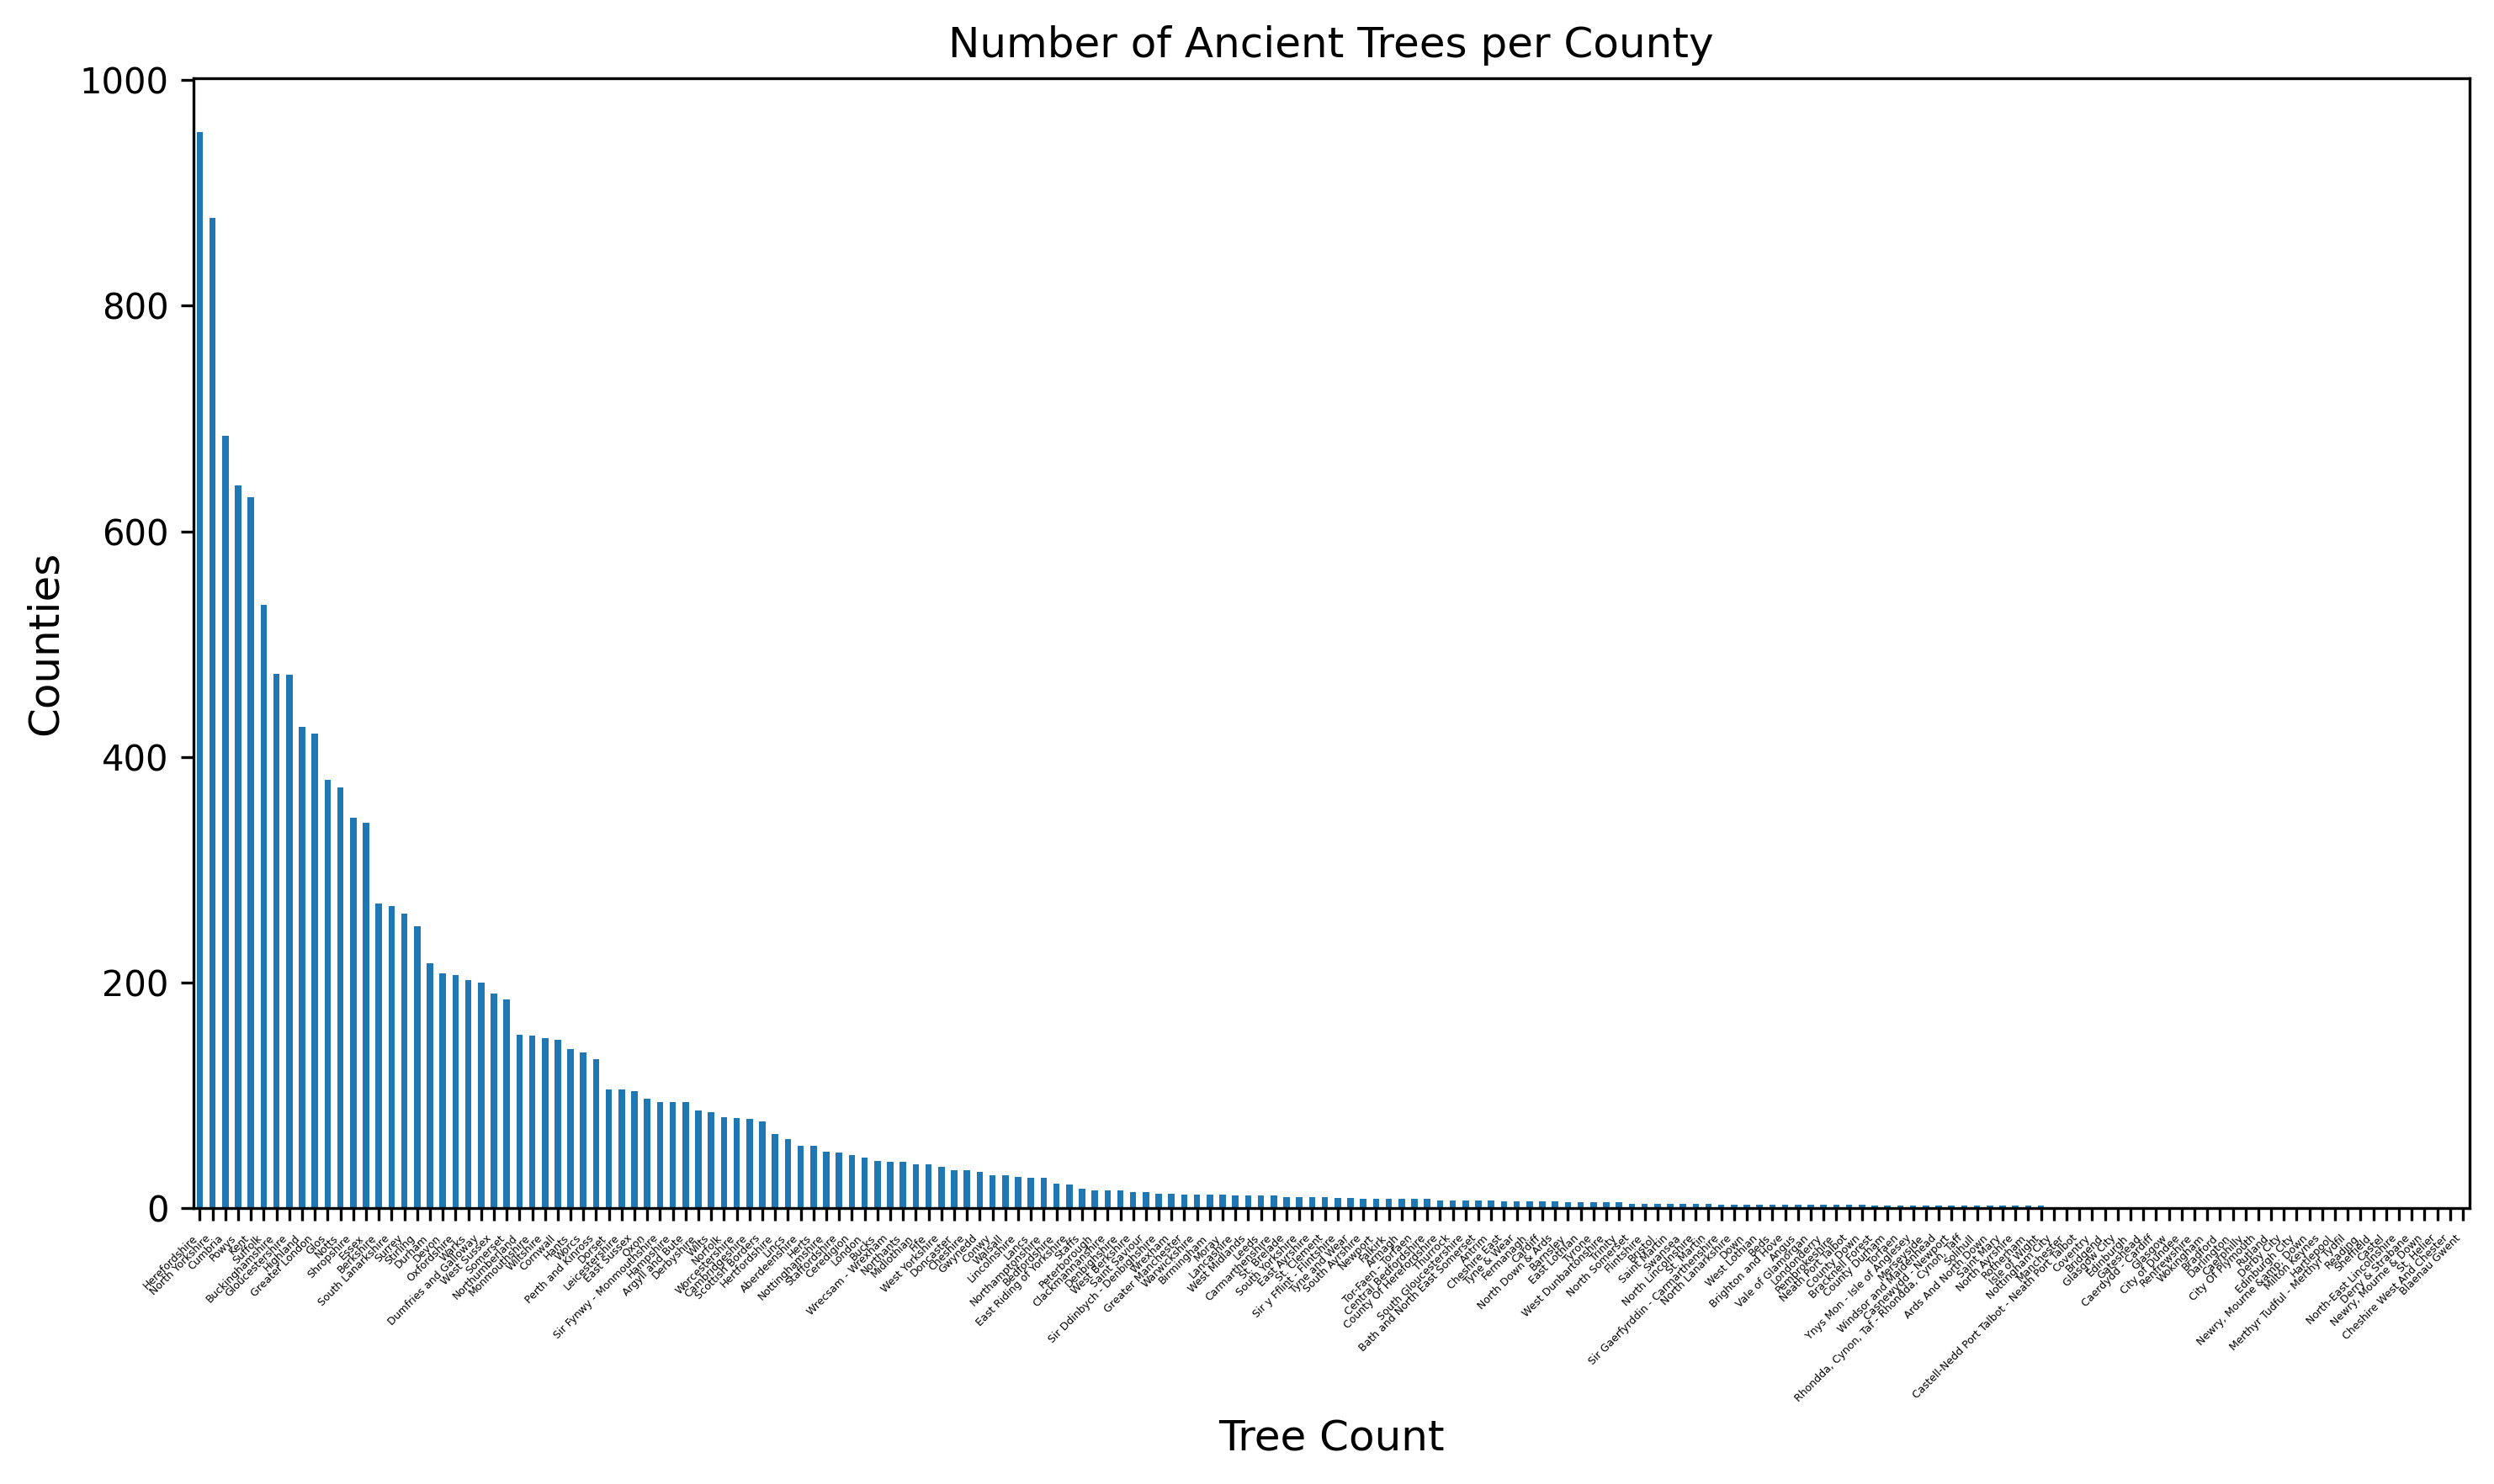 Number of Ancient Trees per County
Counties
1000
800
600
400
200
0
Herefordshire
North Yorkshire
Cumbria
Powys
Kent
Suffolk
Buckinghamshire
Gloucestershire
Highland
Greater London
Glos
Notts
Shropshire
Essex
Berkshire
South Lanarkshire
Surrey
Stirling
Durham
Devon
Oxfordshire
Warks
Dumfries and Galloway
West Sussex
Somerset
Northumberland
Monmouthshire
Wiltshire
Cornwall
Hants
Worcs
Perth and Kinross
Dorset
Leicestershire
East Sussex
Oxon
Sir Fynwy - Monmouthshire
Hampshire
Argyll and Bute
Derbyshire
Wilts
Norfolk
Worcestershire
Cambridgeshire
Scottish Borders
Hertfordshire
Lincs
Aberdeenshire
Herts
Nottinghamshire
Staffordshire
Ceredigion
London
Bucks
Wrecsam - Wrexham
Northants
Midlothian
Fife
West Yorkshire
Doncaster
Cheshire
Gwynedd
Conwy
Walsall
Lincolnshire
Lancs
Northamptonshire
Bedfordshire
East Riding of Yorkshire
Staffs
Peterborough
Clackmannanshire
Denbighshire
West Berkshire
Saint Saviour
Sir Ddinbych - Denbighshire
Wrexham
Greater Manchester
Warwickshire
Birmingham
Moray
Lancashire
West Midlands
Leeds
Carmarthenshire
St. Brelade
South Yorkshire
East Ayrshire
St. Clement
Sir y Fflint - Flintshire
Tyne and Wear
South Ayrshire
Newport
Falkirk
Armagh
Tor-Faen - Torfaen
Central Bedfordshire
County Of Herefordshire
Thurrock
South Gloucestershire
Bath and North East Somerset
Antrim
Cheshire East
Tyne & Wear
Fermanagh
Cardiff
North Down & Ards
Barnsley
East Lothian
Tyrone
West Dunbartonshire
Trinity
North Somerset
Flintshire
Bristol
Saint Martin
Swansea
North Lincolnshire
St. Martin
Sir Gaerfyrddin - Carmarthenshire
North Lanarkshire
Down
West Lothian
Beds
Brighton and Hove
Angus
Vale of Glamorgan
Londonderry
Pembrokeshire
Neath Port Talbot
County Down
Bracknell Forest
County Durham
Torfaen
Ynys Mon - Isle of Anglesey
Merseyside
Windsor and Maidenhead
Casnewydd - Newport
Rhondda, Cynon, Taf - Rhondda, Cynon, Taff
Solihull
Ards And North Down
Saint Mary
North Ayrshire
Rotherham
Isle of Wight
Nottingham City
Manchester
Castell-Nedd Port Talbot - Neath Port Talbot
Coventry
Bridgend
Glasgow City
Edinburgh
Gateshead
Caerdydd - Cardiff
Glasgow
City of Dundee
Renfrewshire
Wokingham
Bradford
Darlington
Caerphilly
City Of Plymouth
Rutland
Derby City
Edinburgh City
Newry, Mourne &amp; Down
Milton Keynes
Hartlepool
Merthyr Tudful - Merthyr Tydfil
Reading
Sheffield
North-East Lincolnshire
Derry & Strabane
Newry, Mourne & Down
St. Helier
Cheshire West And Chester
Blaenau Gwent
Tree Count